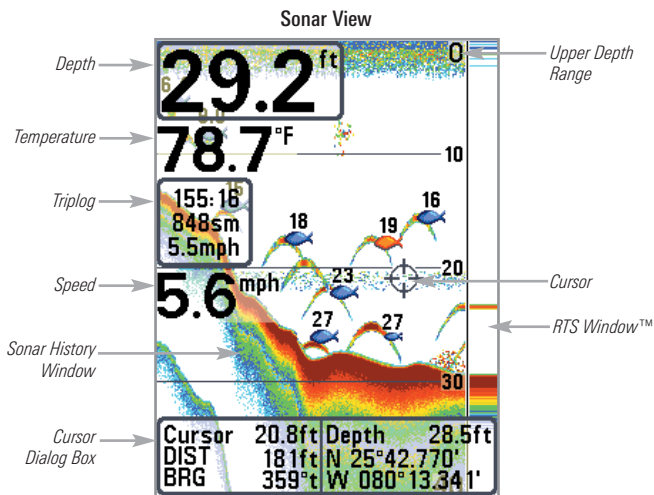 Sonar View
Depth
Temperature
Triplog
Speed
Sonar History
Window
Cursor
Dialog Box
29.2 ft
78.7 °F
155:16
848sm
5.5mph
5.6 mph
0
10
20
30
18
19
16
23
27
27
Cursor 20.8ft
DIST 181ft
BRG 359°t
Depth 28.5ft
N 25°42.770'
W 080°13.341'
Upper Depth
Range
Cursor
RTS Window™